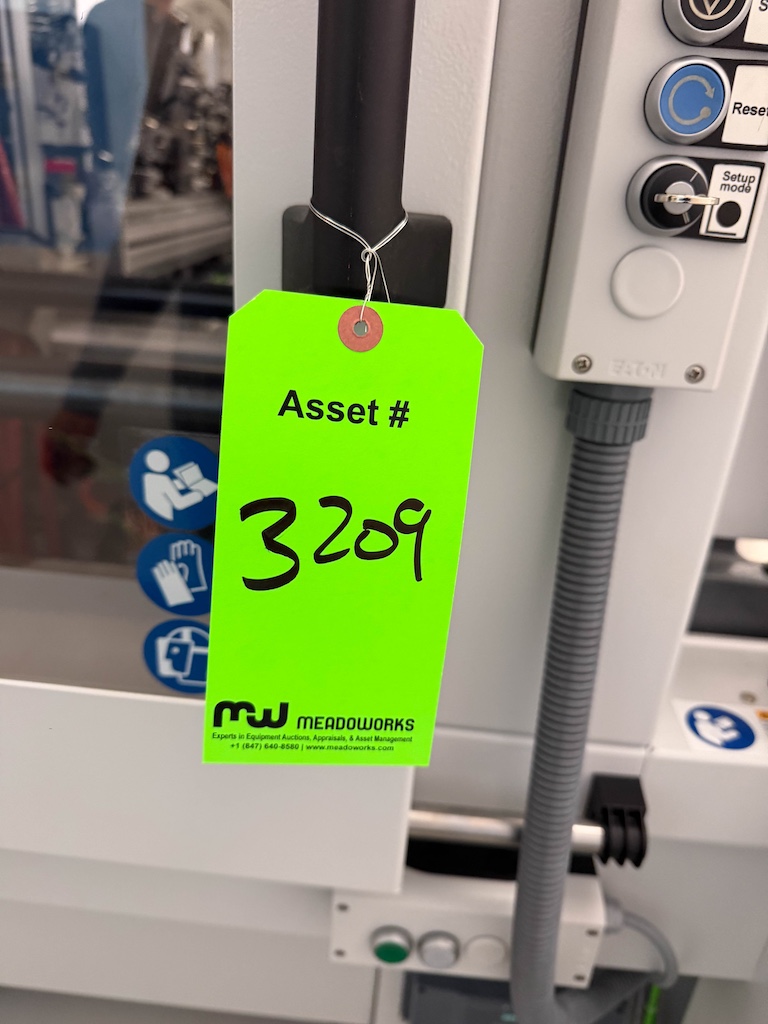 Reset
Setup
mode
EATON
Asset #
3209
mw MEADOWORKS
Experts in Equipment Auctions, Appraisals, & Asset Management
+1 (647) 640-8580 | www.meadoworks.com